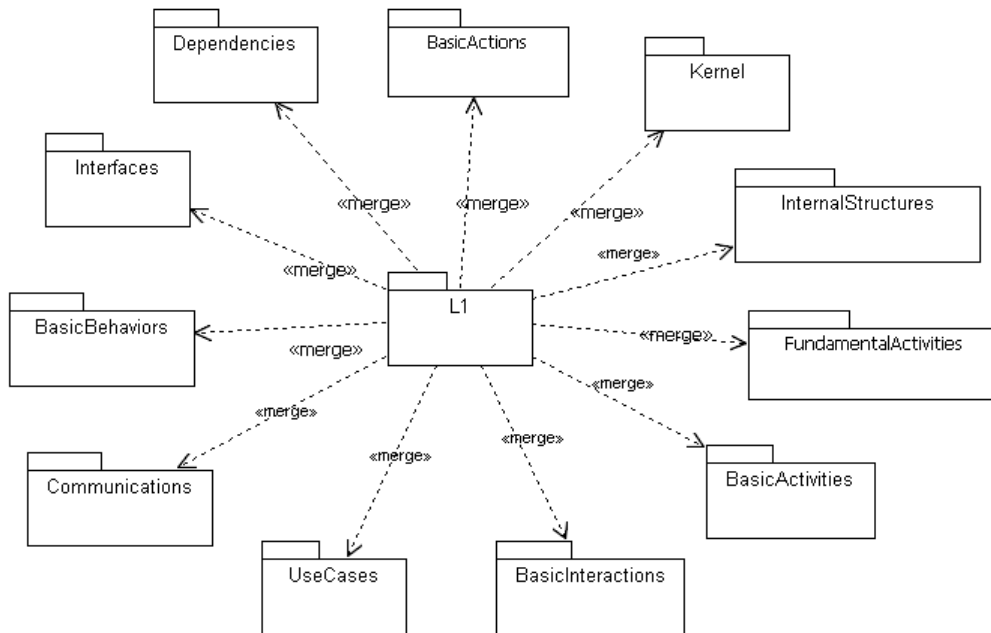 Dependencies
BasicActions
Kernel
Interfaces
InternalStructures
«merge»
«merge»
«merge»
«merge»
«merge»
L1
BasicBehaviors
«merge»
«merge»
FundamentalActivities
«merge»
«merge»
«merge»
«merge»
Communications
BasicActivities
UseCases
BasicInteractions